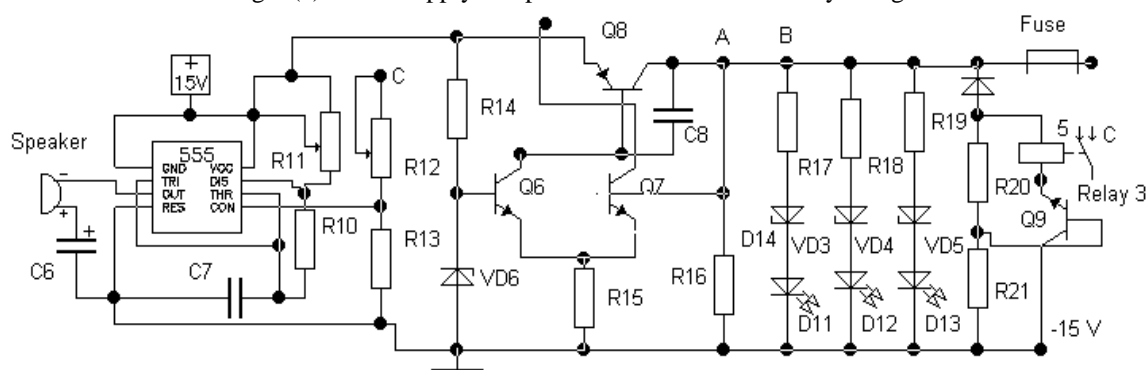 supply
Q8
A
B
Fuse
15V
C
R14
C8
R17
R18
R19
5 C
Speaker
555
R11
R12
GND VCC
TRI DIS
OUT THR
RES CON
Q6
Q7
R20
Relay 3
Q9
R10
R13
D14
VD3
VD4
VD5
C6
C7
VD6
R15
R16
R21
D11
D12
D13
-15 V